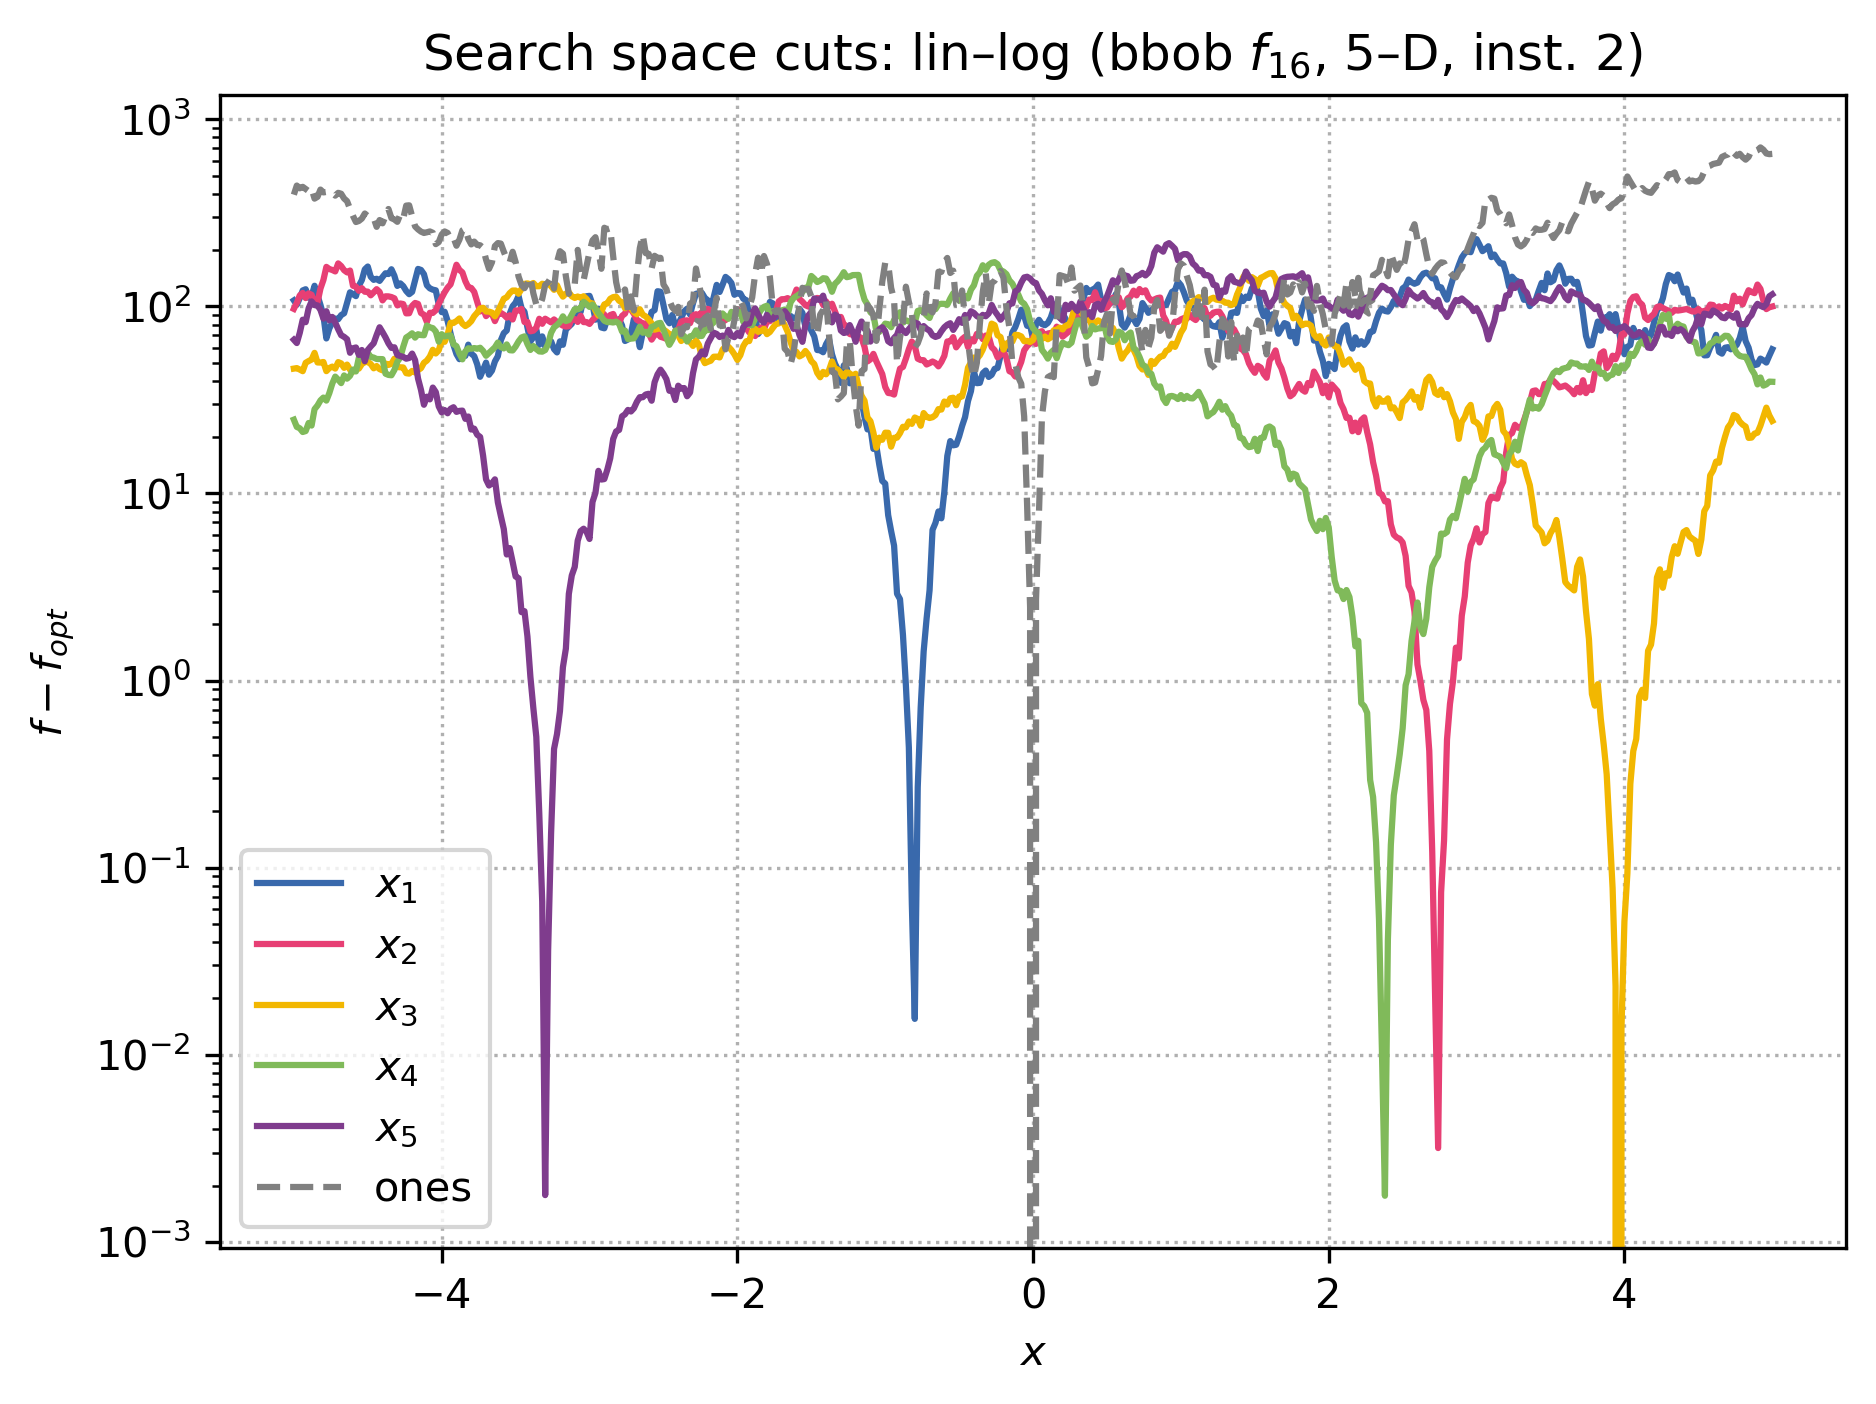 Search space cuts: lin–log (bbob f16, 5–D, inst. 2)
10^3
10^2
10^1
10^0
10^−1
10^−2
10^−3
f − fopt
x1
x2
x3
x4
x5
ones
−4 −2 0 2 4
x